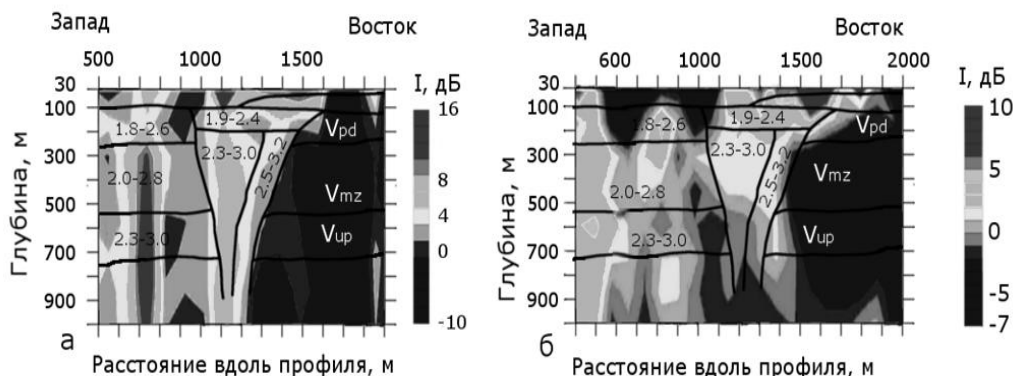 Запад Восток
500 1000 1500
30
100
300
500
700
900
Глубина, м
1.8-2.6
1.9-2.4
2.3-3.0
2.5-3.2
2.0-2.8
2.3-3.0
Vpd
Vmz
Vup
I, дБ
16
8
4
0
-10
а
Расстояние вдоль профиля, м
Запад Восток
600 1000 1500 2000
30
100
300
500
700
900
Глубина, м
1.8-2.6
1.9-2.4
2.3-3.0
2.5-3.2
2.0-2.8
2.3-3.0
Vpd
Vmz
Vup
I, дБ
10
5
0
-5
-7
б
Расстояние вдоль профиля, м